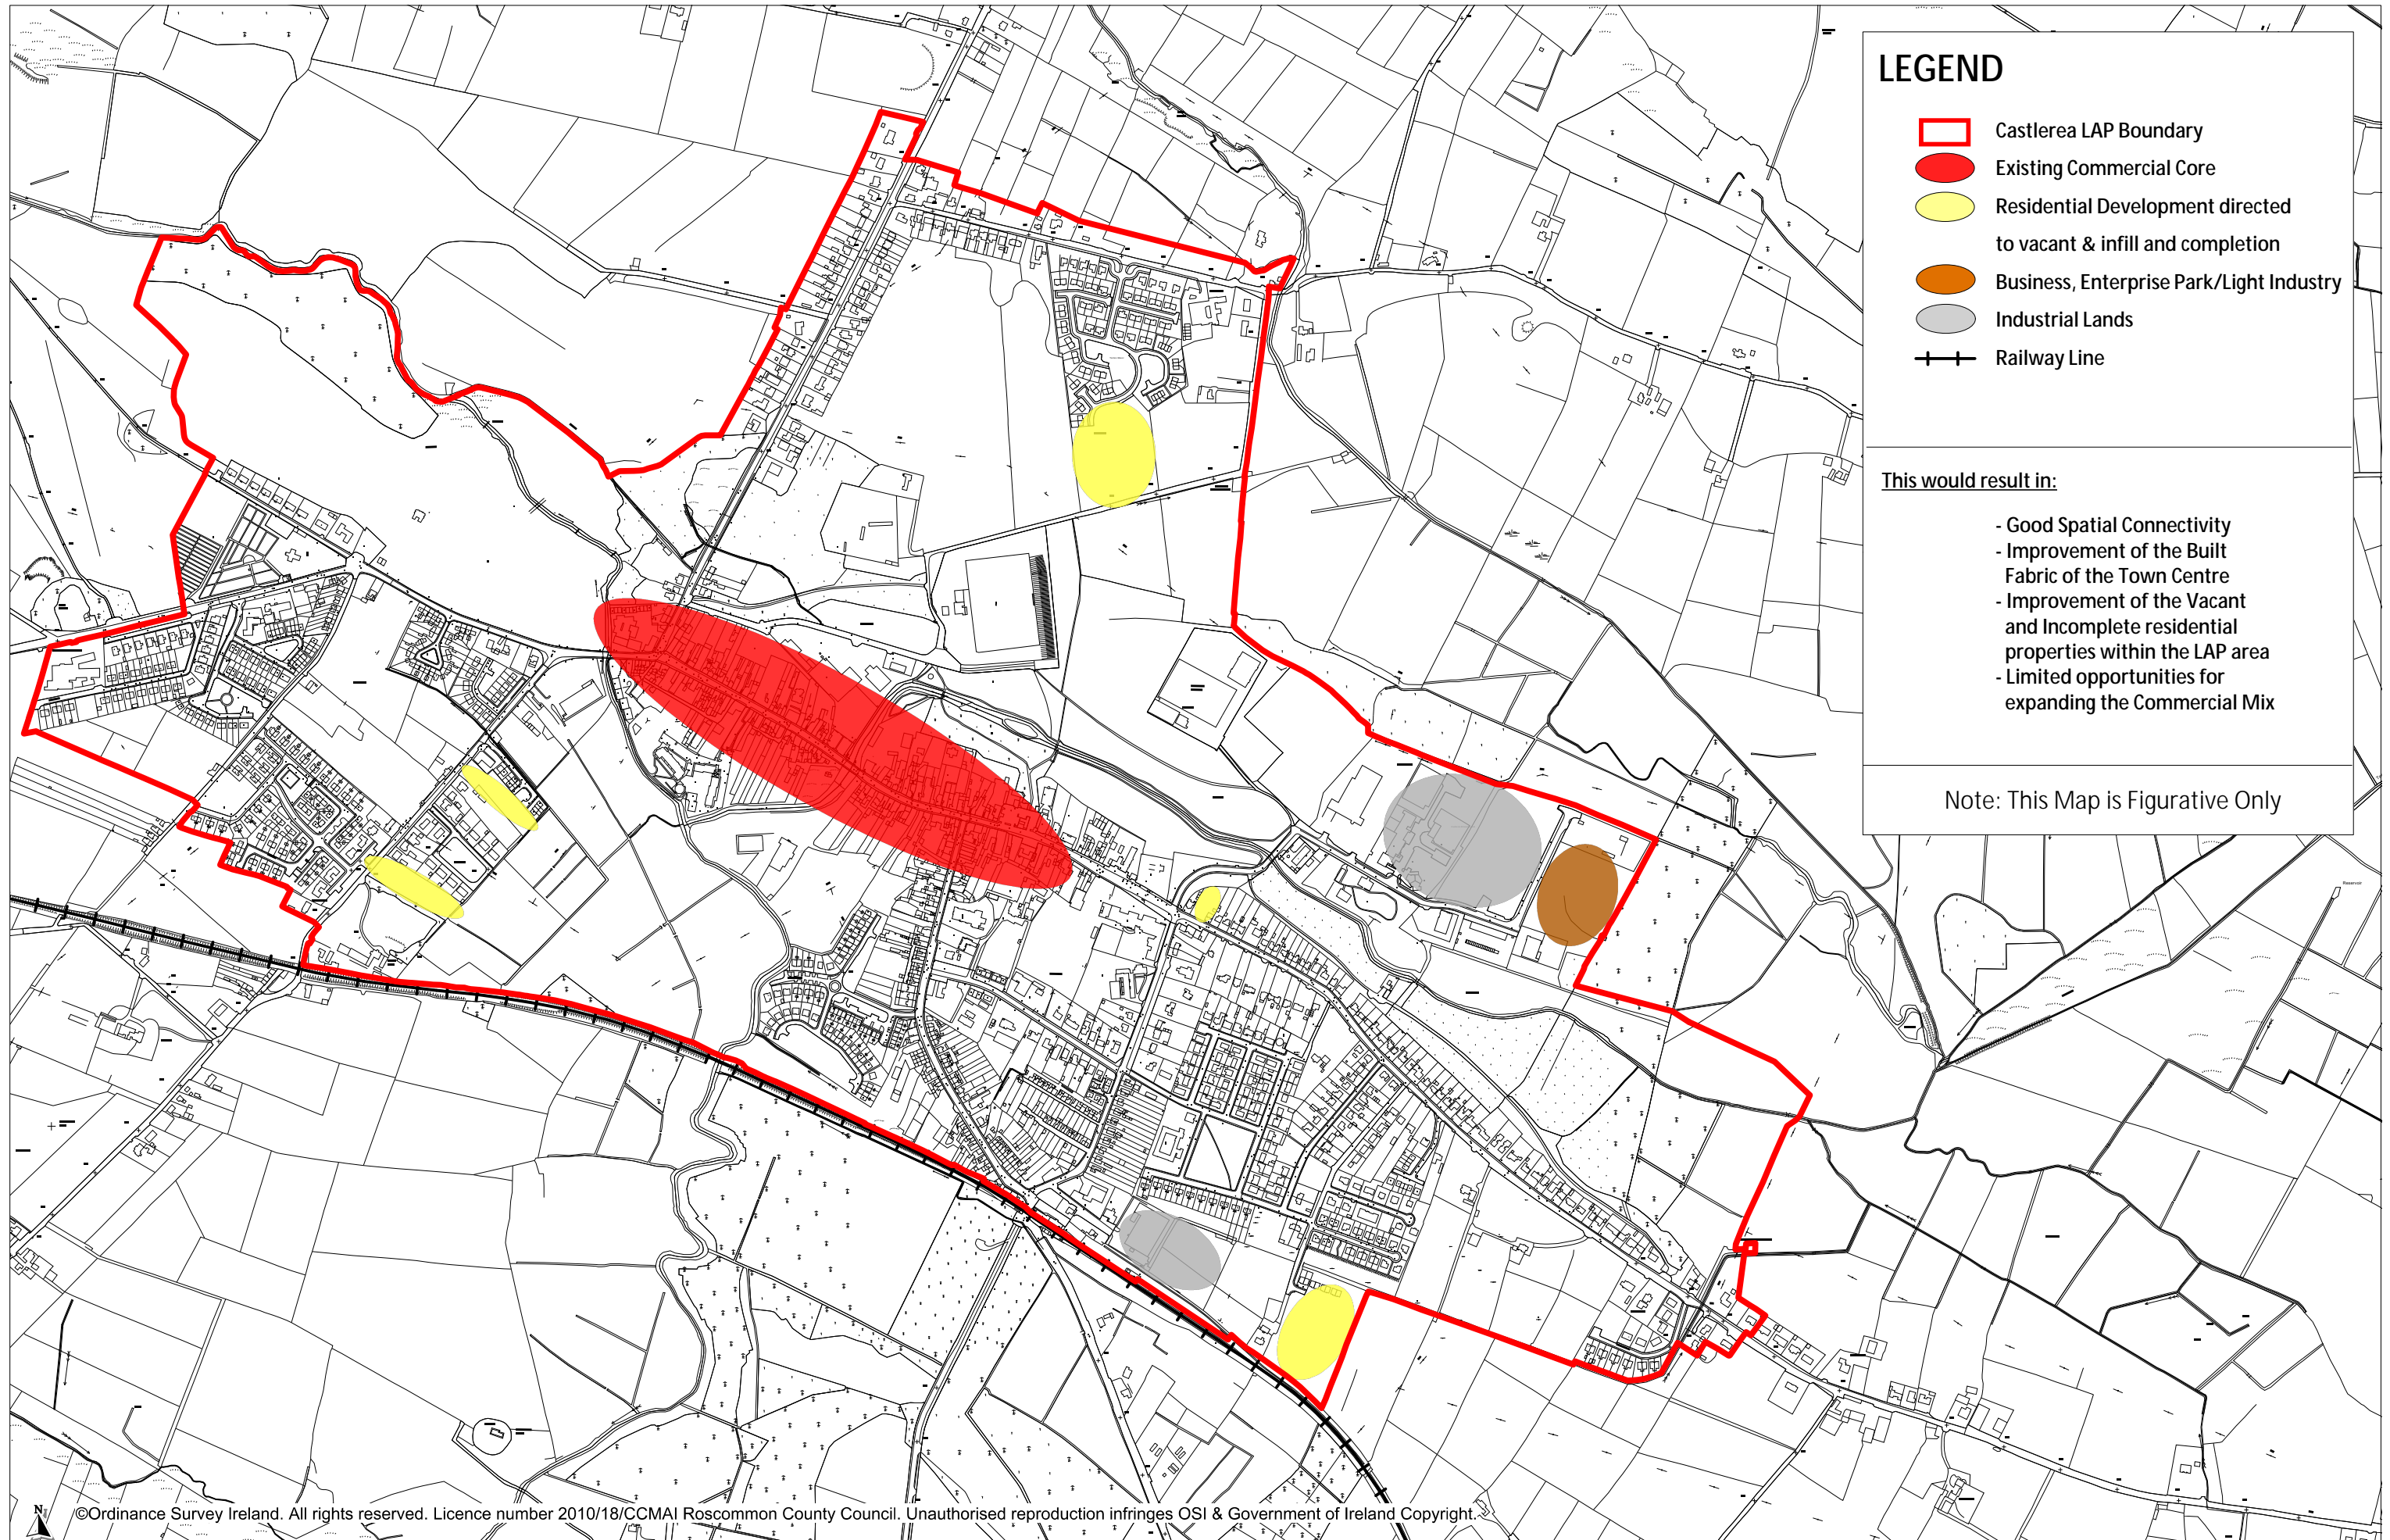 LEGEND
Castlerea LAP Boundary
Existing Commercial Core
Residential Development directed
to vacant & infill and completion
Business, Enterprise Park/Light Industry
Industrial Lands
Railway Line
This would result in:
- Good Spatial Connectivity
- Improvement of the Built
Fabric of the Town Centre
- Improvement of the Vacant
and Incomplete residential
properties within the LAP area
- Limited opportunities for
expanding the Commercial Mix
Note: This Map is Figurative Only
Reservoir
N
©Ordinance Survey Ireland. All rights reserved. Licence number 2010/18/CCMAI Roscommon County Council. Unauthorised reproduction infringes OSI & Government of Ireland Copyright.